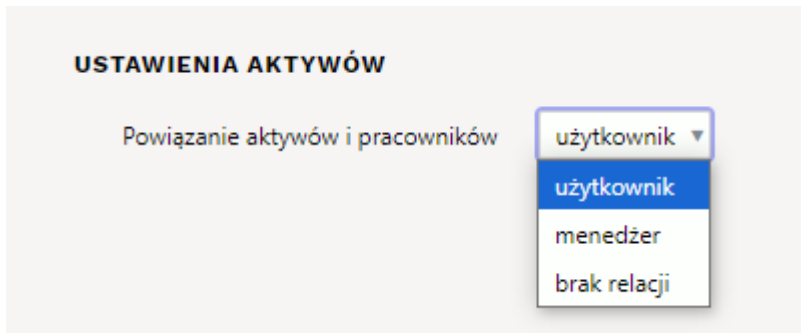 USTAWIENIA AKTYWÓW
Powiązanie aktywów i pracowników użytkownik
użytkownik
menedżer
brak relacji